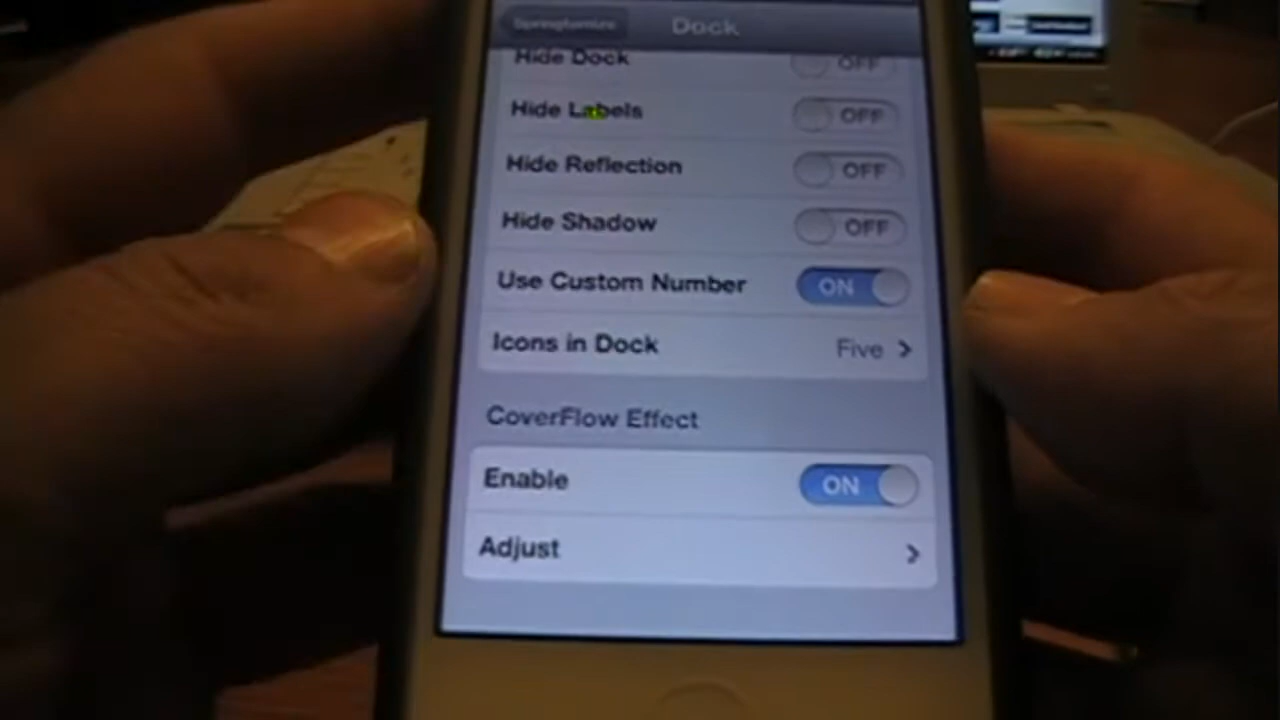 Springtomize Dock
Hide Dock OFF
Hide Labels OFF
Hide Reflection OFF
Hide Shadow OFF
Use Custom Number ON
Icons in Dock Five
CoverFlow Effect
Enable ON
Adjust